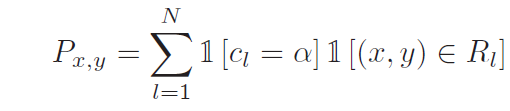 $P_{x,y} = \sum_{l=1}^{N} \mathbb{1}\,[c_l = \alpha]\,\mathbb{1}\,[(x, y) \in R_l]$